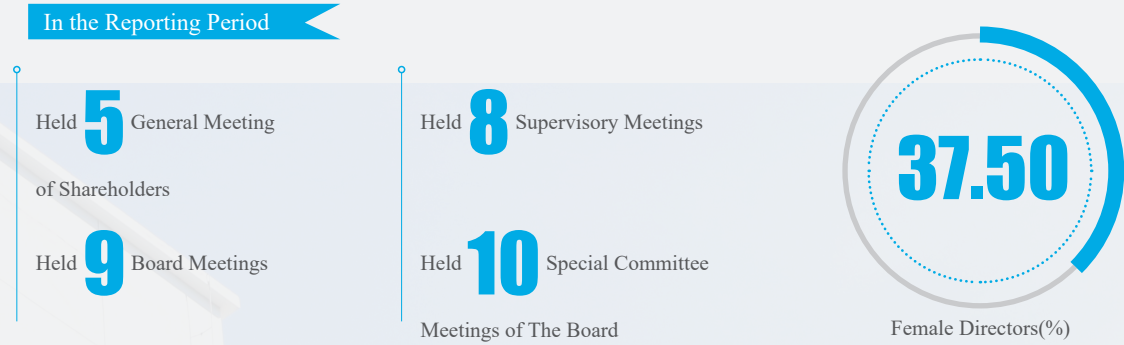 In the Reporting Period
Held 5 General Meeting
of Shareholders
Held 9 Board Meetings
Held 8 Supervisory Meetings
Held 10 Special Committee
Meetings of The Board
37.50
Female Directors(%)